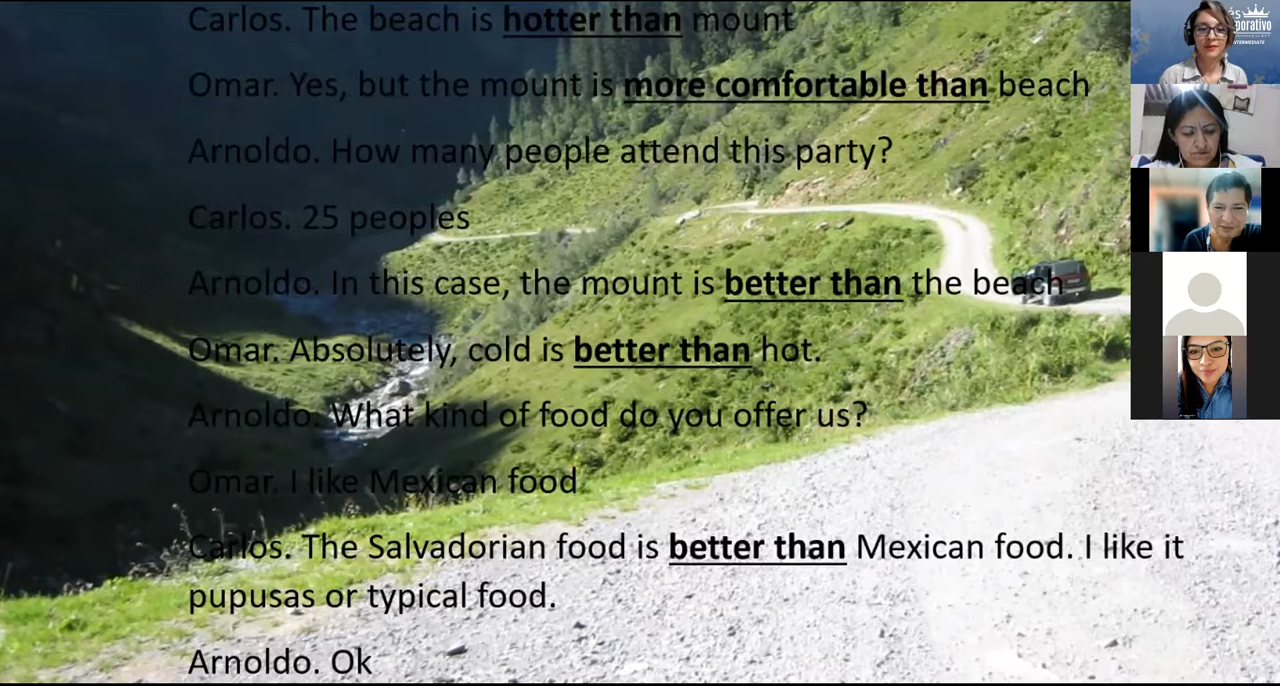 Carlos. The beach is hotter than mount
Omar. Yes, but the mount is more comfortable than beach
Arnoldo. How many people attend this party?
Carlos. 25 peoples
Arnoldo. In this case, the mount is better than the beach
Omar. Absolutely, cold is better than hot.
Arnoldo. What kind of food do you offer us?
Omar. I like Mexican food
Carlos. The Salvadorian food is better than Mexican food. I like it
pupusas or typical food.
Arnoldo. Ok
és
porativo
INTERMEDIATE